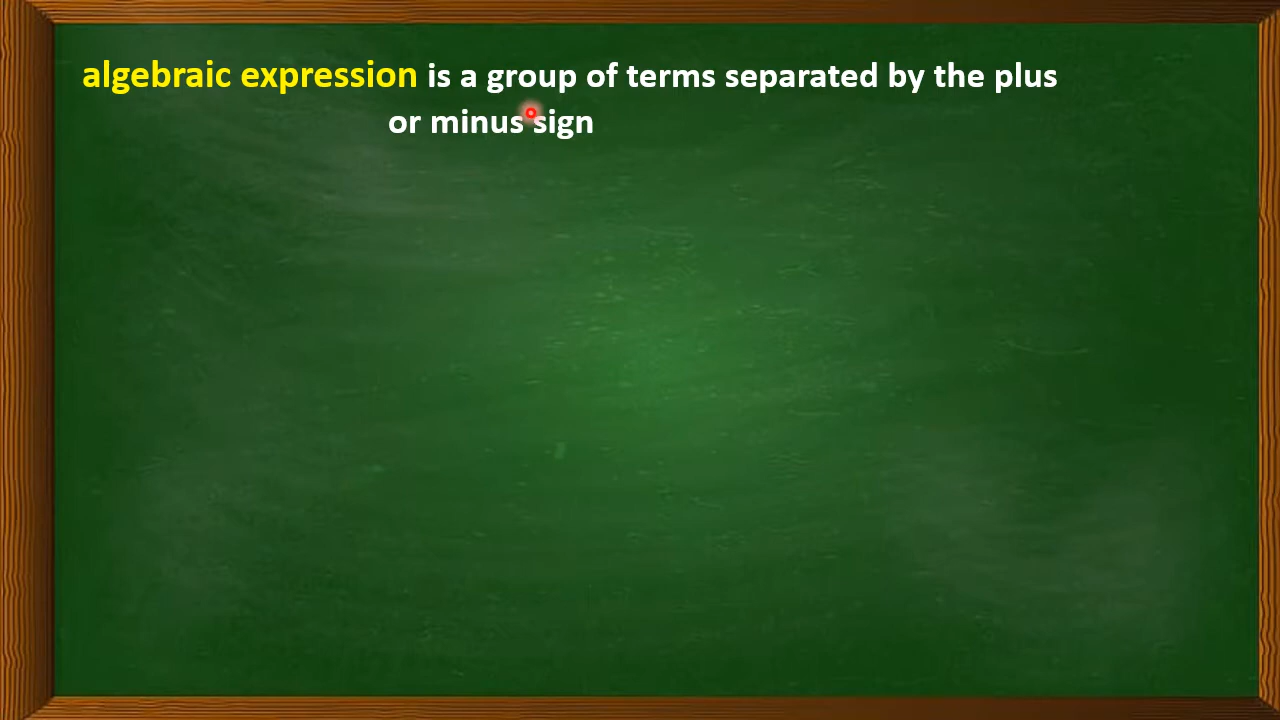 algebraic expression is a group of terms separated by the plus
or minus sign